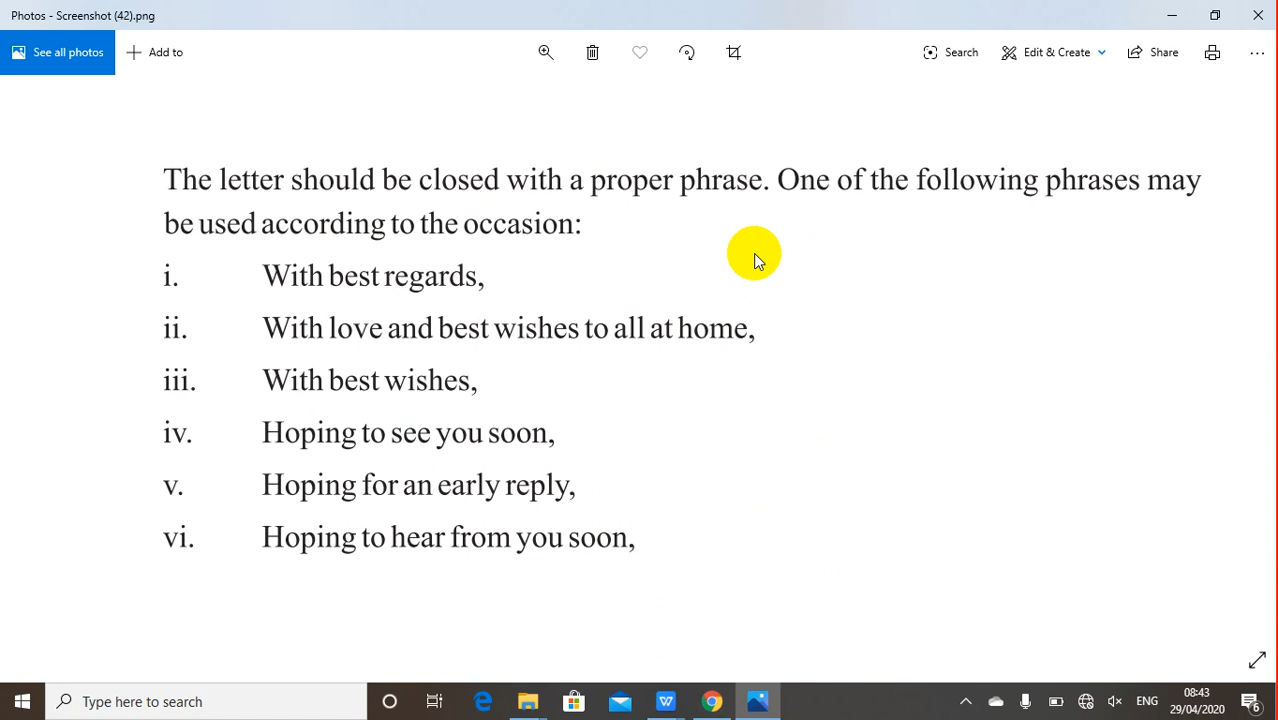 Photos - Screenshot (42).png
See all photos
Add to
Search
Edit & Create
Share
The letter should be closed with a proper phrase. One of the following phrases may
be used according to the occasion:
i. With best regards,
ii. With love and best wishes to all at home,
iii. With best wishes,
iv. Hoping to see you soon,
v. Hoping for an early reply,
vi. Hoping to hear from you soon,
Type here to search
W
ENG
08:43
29/04/2020
6